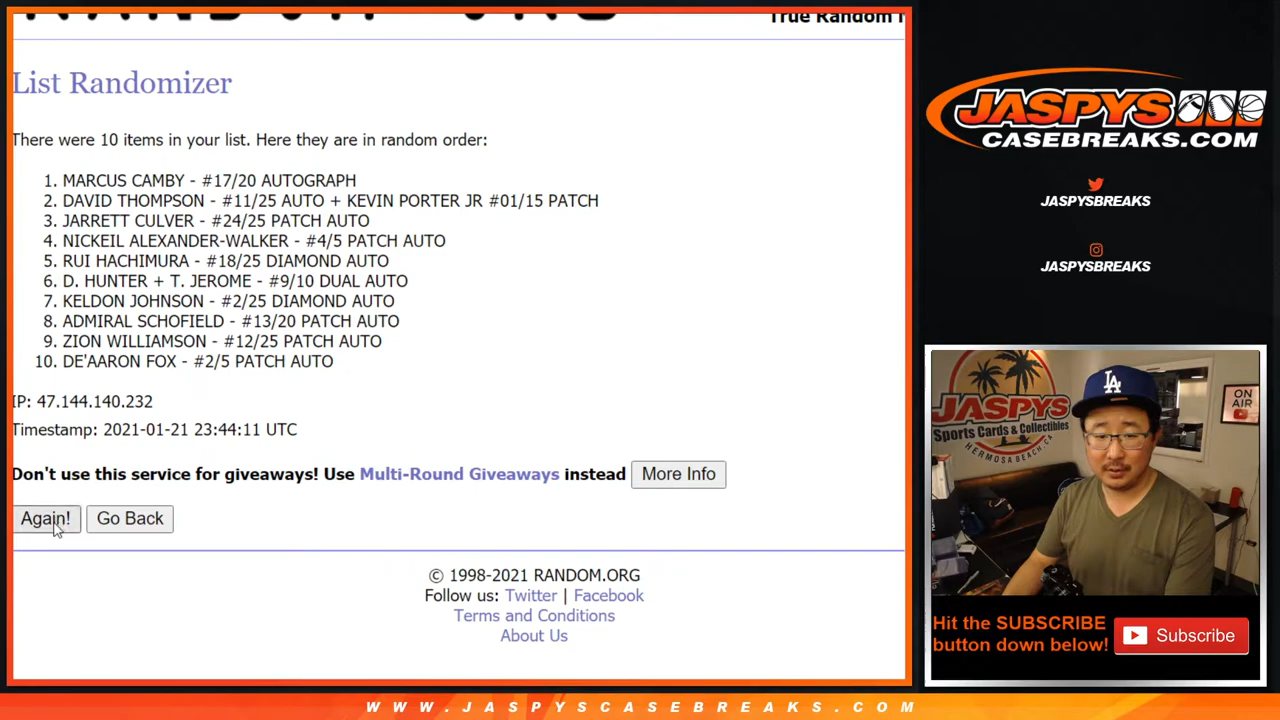 True Random
List Randomizer
There were 10 items in your list. Here they are in random order:
1. MARCUS CAMBY - #17/20 AUTOGRAPH
2. DAVID THOMPSON - #11/25 AUTO + KEVIN PORTER JR #01/15 PATCH
3. JARRETT CULVER - #24/25 PATCH AUTO
4. NICKEIL ALEXANDER-WALKER - #4/5 PATCH AUTO
5. RUI HACHIMURA - #18/25 DIAMOND AUTO
6. D. HUNTER + T. JEROME - #9/10 DUAL AUTO
7. KELDON JOHNSON - #2/25 DIAMOND AUTO
8. ADMIRAL SCHOFIELD - #13/20 PATCH AUTO
9. ZION WILLIAMSON - #12/25 PATCH AUTO
10. DE'AARON FOX - #2/5 PATCH AUTO
IP: 47.144.140.232
Timestamp: 2021-01-21 23:44:11 UTC
Don't use this service for giveaways! Use Multi-Round Giveaways instead More Info
Again! Go Back
© 1998-2021 RANDOM.ORG
Follow us: Twitter | Facebook
Terms and Conditions
About Us
JASPYS
CASEBREAKS.COM
JASPYSBREAKS
JASPYSBREAKS
JASPYS
Sports Cards & Collectibles
HERMOSA BEACH, CA
LA
ON
AIR
Hit the SUBSCRIBE
button down below!
Subscribe
WWW.JASPYSCASEBREAKS.COM